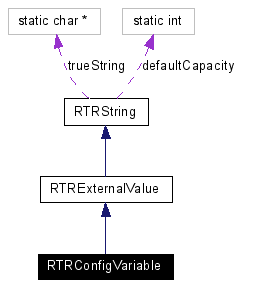 static char *
static int
trueString
defaultCapacity
RTRString
RTRExternalValue
RTRConfigVariable